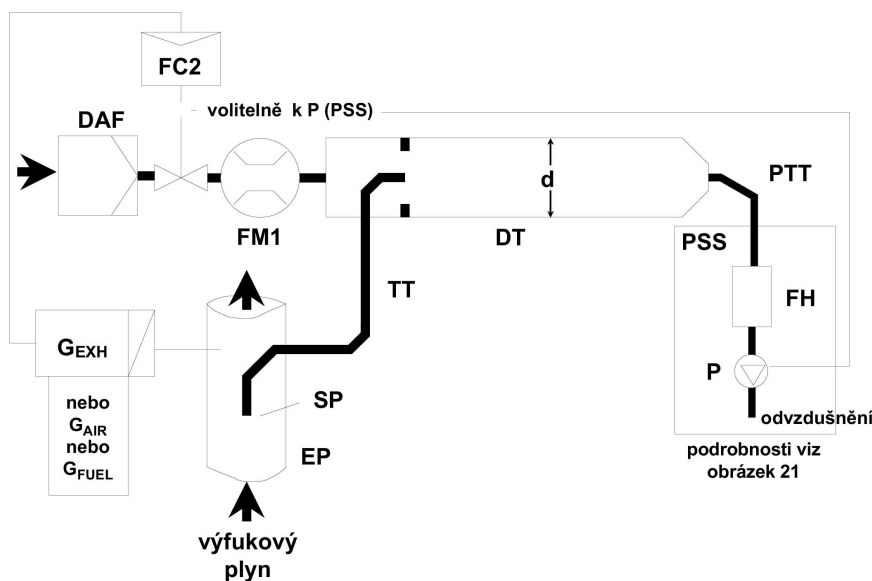 FC2
volitelně k P (PSS)
DAF
d
PTT
FM1
DT
PSS
TT
FH
G_EXH
P
SP
nebo
G_AIR
nebo
G_FUEL
odvzdušnění
EP
podrobnosti viz
obrázek 21
výfukový
plyn